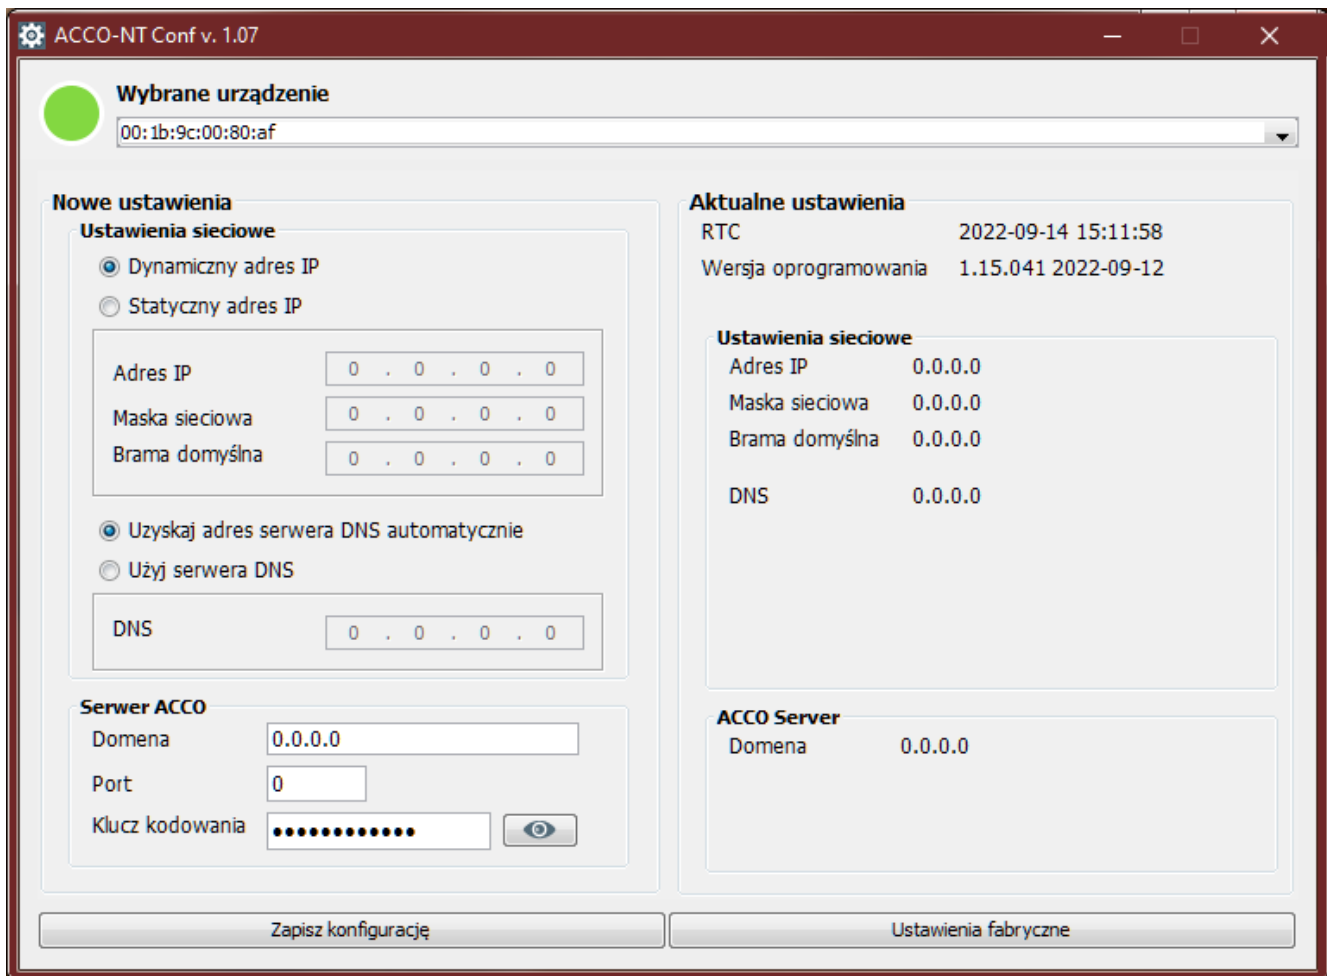 ACCO-NT Conf v. 1.07
Wybrane urządzenie
00:1b:9c:00:80:af
Nowe ustawienia
Ustawienia sieciowe
Dynamiczny adres IP
Statyczny adres IP
Adres IP 0 . 0 . 0 . 0
Maska sieciowa 0 . 0 . 0 . 0
Brama domyślna 0 . 0 . 0 . 0
Uzyskaj adres serwera DNS automatycznie
Użyj serwera DNS
DNS 0 . 0 . 0 . 0
Serwer ACCO
Domena 0.0.0.0
Port 0
Klucz kodowania ●●●●●●●●●●●●
Aktualne ustawienia
RTC 2022-09-14 15:11:58
Wersja oprogramowania 1.15.041 2022-09-12
Ustawienia sieciowe
Adres IP 0.0.0.0
Maska sieciowa 0.0.0.0
Brama domyślna 0.0.0.0
DNS 0.0.0.0
ACCO Server
Domena 0.0.0.0
Zapisz konfigurację
Ustawienia fabryczne